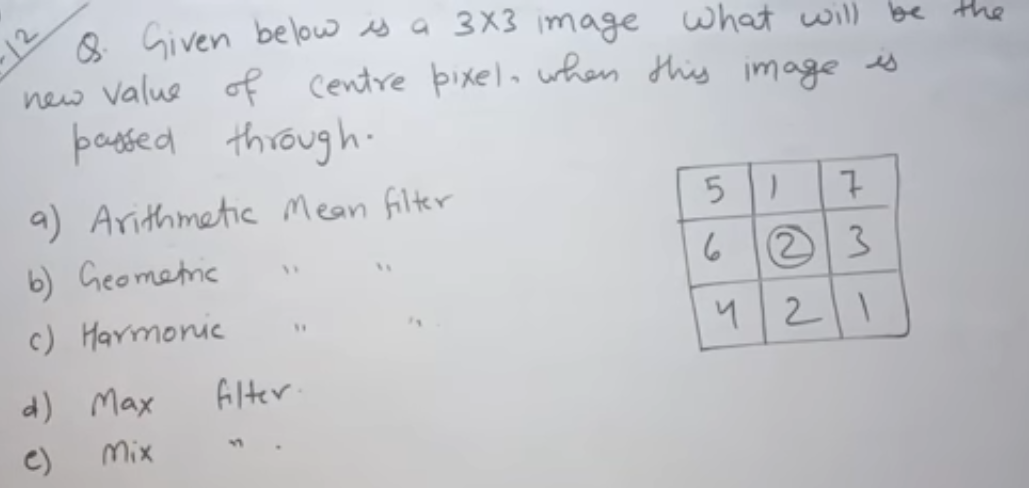 -12
Q. Given below is a 3X3 image What will be the
new value of centre pixel. when this image is
passed through.
a) Arithmetic Mean filter
b) Geometric " "
c) Harmonic " "
d) Max filter.
e) Mix " .
5 1 7
6 2 3
4 2 1